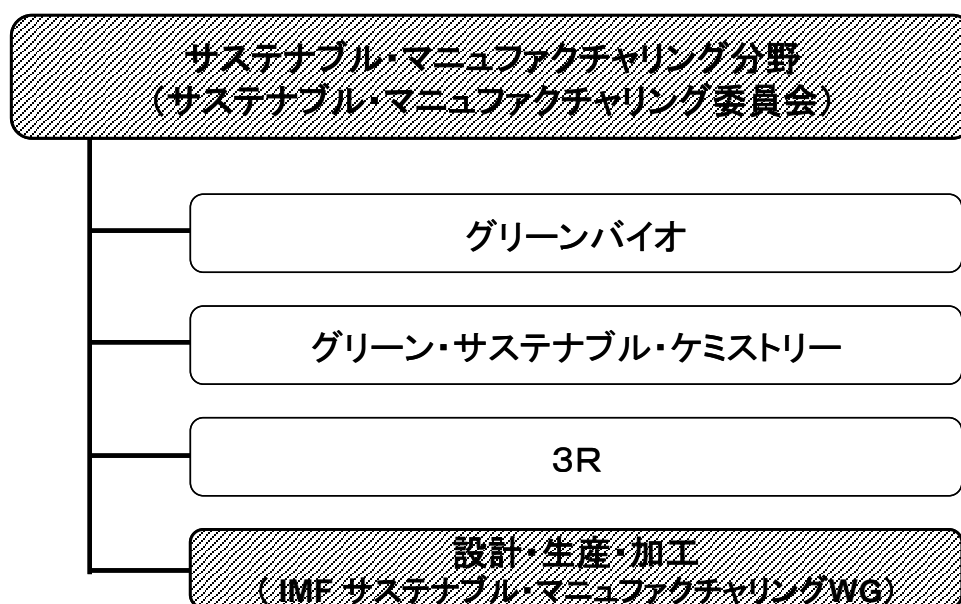 サステナブル・マニュファクチャリング分野
(サステナブル・マニュファクチャリング委員会)
グリーンバイオ
グリーン・サステナブル・ケミストリー
3R
設計・生産・加工
( IMF サステナブル・マニュファクチャリングWG)